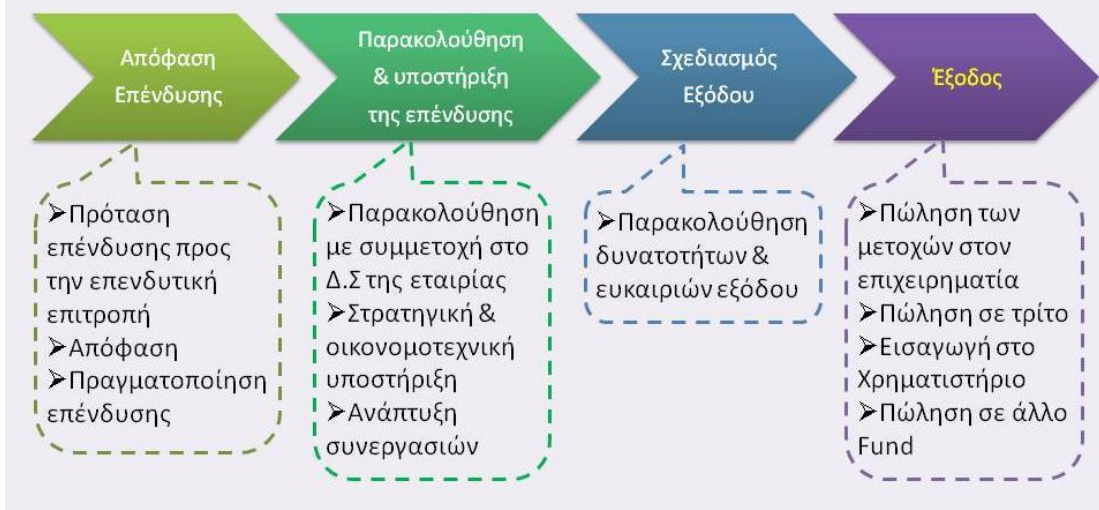 Απόφαση
Επένδυσης
Παρακολούθηση
& υποστήριξη
της επένδυσης
Σχεδιασμός
Εξόδου
Έξοδος
➤Πρόταση
επένδυσης προς
την επενδυτική
επιτροπή
➤Απόφαση
➤Πραγματοποίηση
επένδυσης
➤Παρακολούθηση
με συμμετοχή στο
Δ.Σ της εταιρίας
➤Στρατηγική &
οικονομοτεχνική
υποστήριξη
➤Ανάπτυξη
συνεργασιών
➤Παρακολούθηση
δυνατοτήτων &
ευκαιριών εξόδου
➤Πώληση των
μετοχών στον
επιχειρηματία
➤Πώληση σε τρίτο
➤Εισαγωγή στο
Χρηματιστήριο
➤Πώληση σε άλλο
Fund